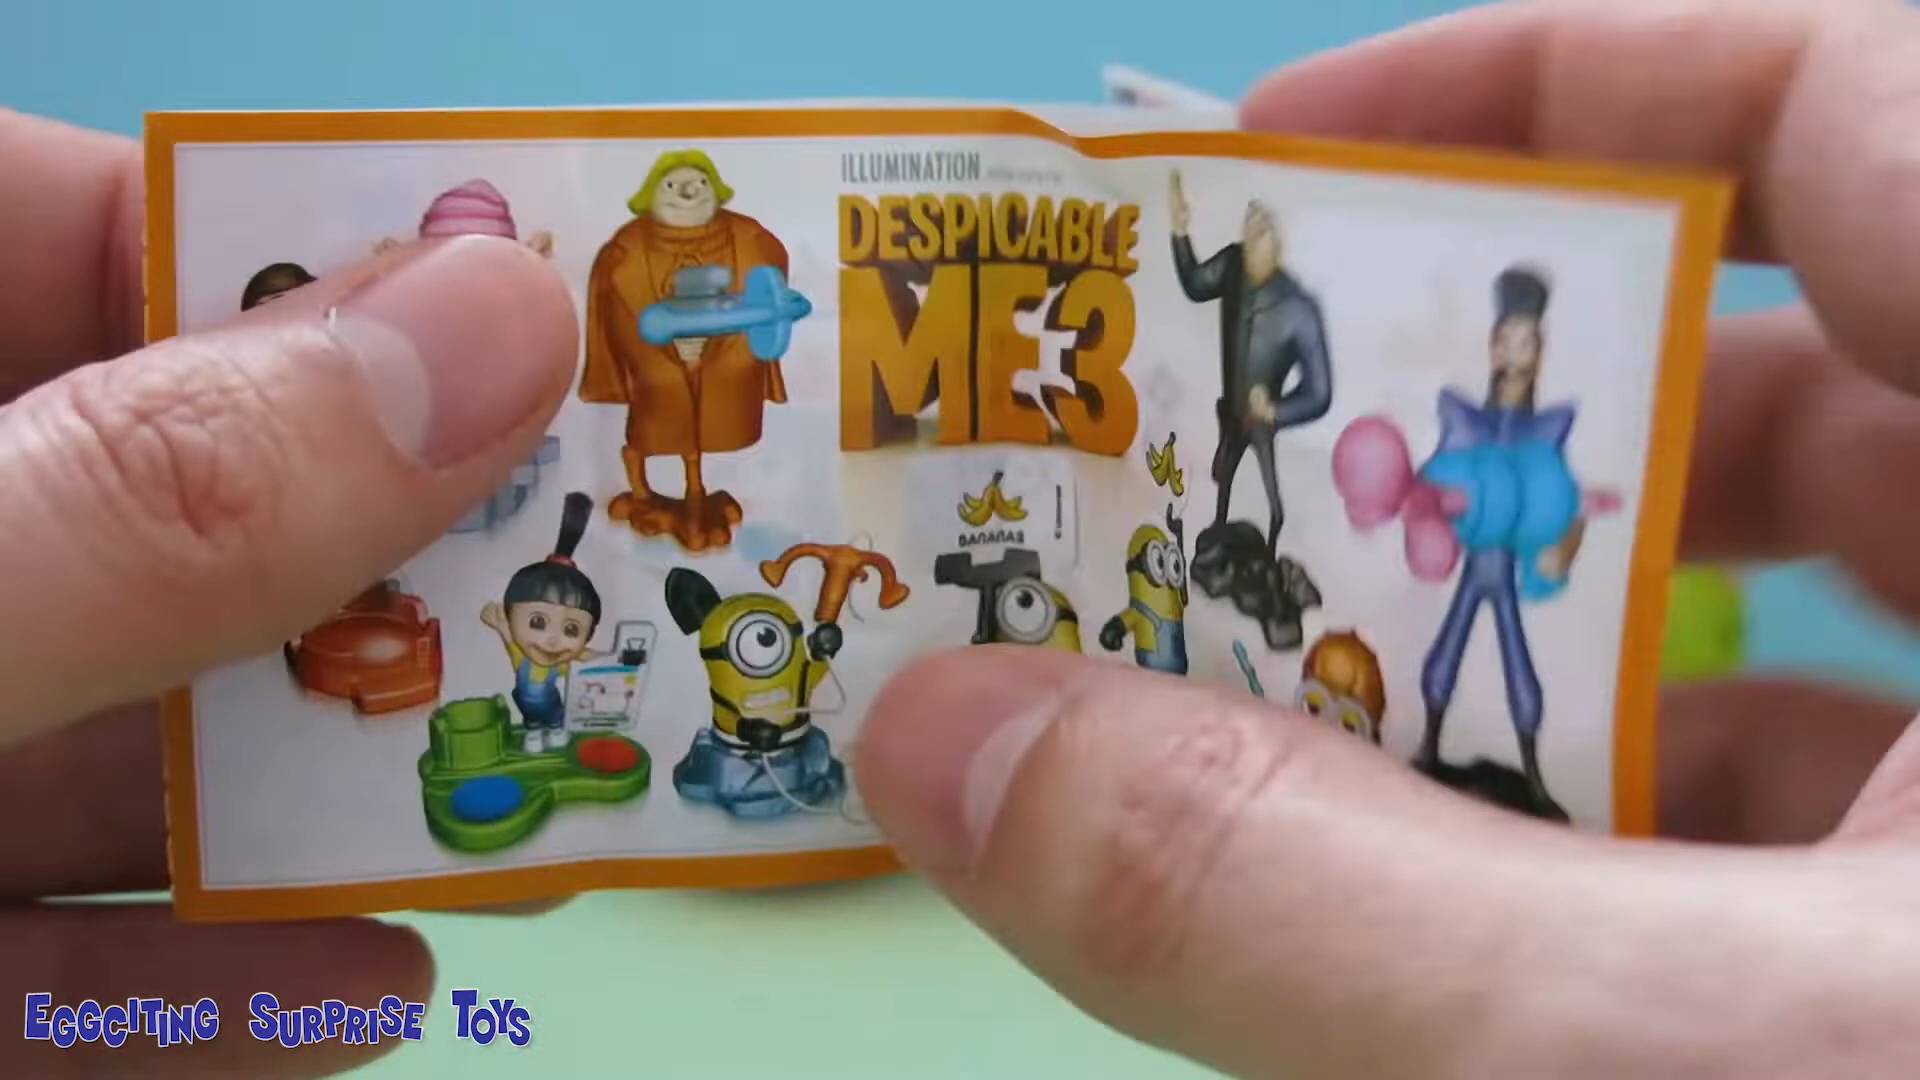 ILLUMINATION
DESPICABLE
ME3
BANANAS
EGGCITING SURPRISE TOYS